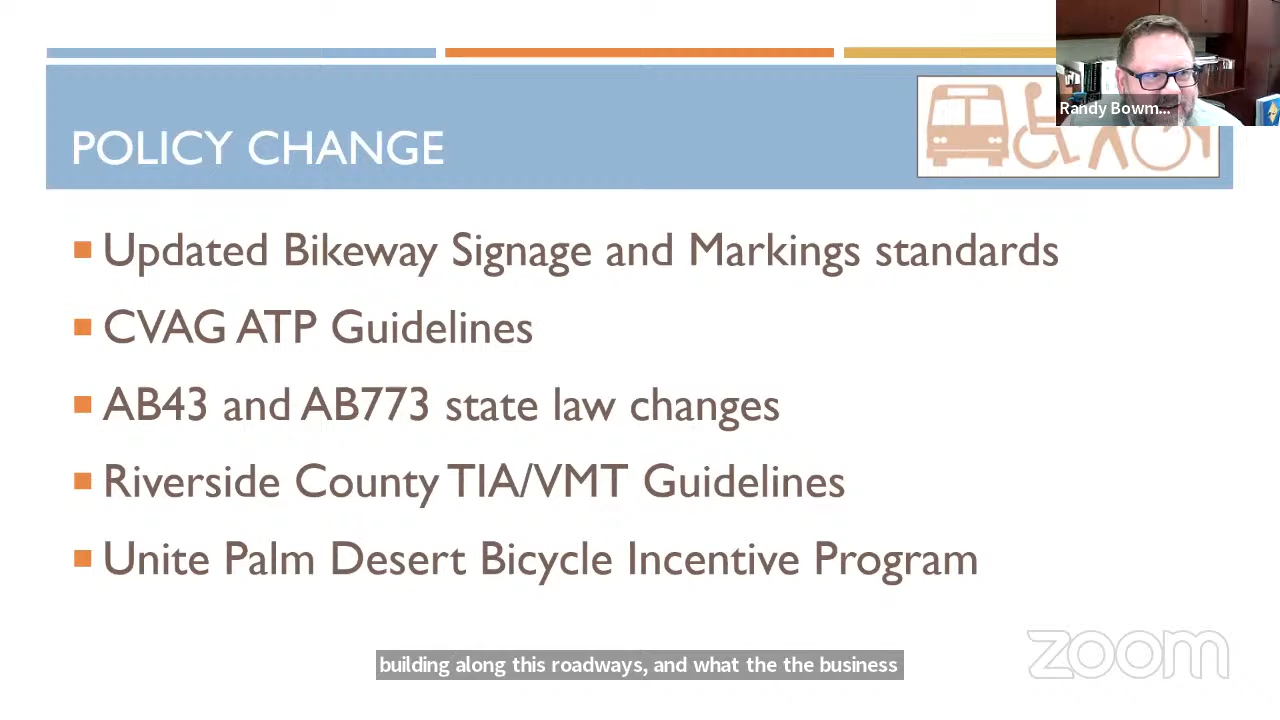 Randy Bowm...
POLICY CHANGE
Updated Bikeway Signage and Markings standards
CVAG ATP Guidelines
AB43 and AB773 state law changes
Riverside County TIA/VMT Guidelines
Unite Palm Desert Bicycle Incentive Program
building along this roadways, and what the the business
zoom